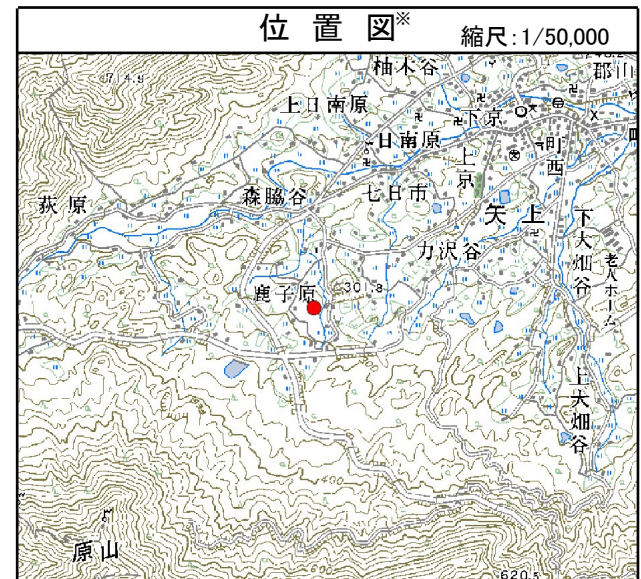 位置図※
縮尺:1/50,000
714.9
柚木谷
郡山
上日南原
下京
日南原
町西
上京
荻原
森脇谷
七日市
矢上
下大畑谷
力沢谷
老人ホーム
鹿子原
301.8
上大畑谷
原山
620.5